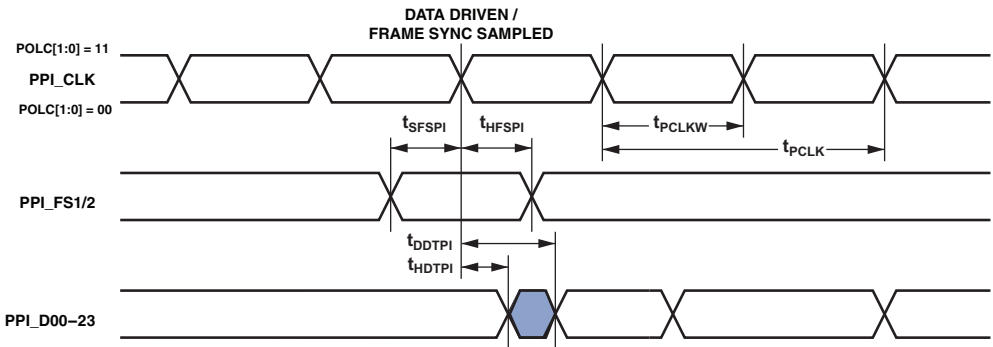 DATA DRIVEN /
FRAME SYNC SAMPLED
POLC[1:0] = 11
PPI_CLK
POLC[1:0] = 00
tSFSPI
tHFSPI
tPCLKW
tPCLK
PPI_FS1/2
tDDTPI
tHDTPI
PPI_D00–23